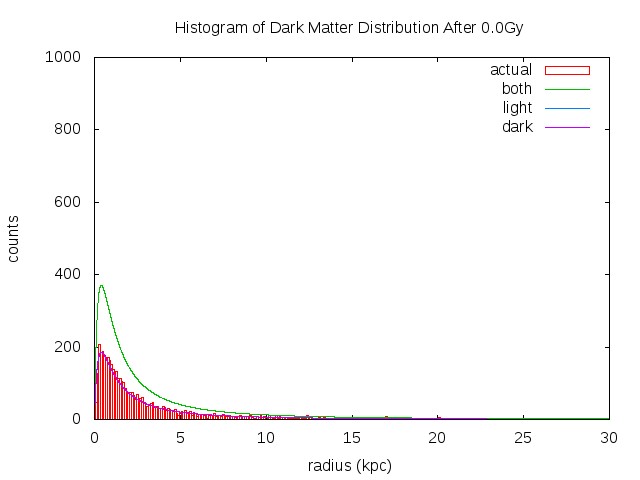 Histogram of Dark Matter Distribution After 0.0Gy
1000
800
600
400
200
0
counts
actual
both
light
dark
0 5 10 15 20 25 30
radius (kpc)